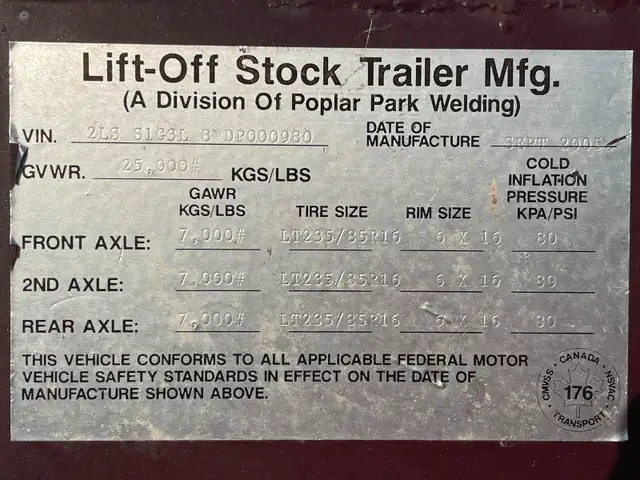 Lift-Off Stock Trailer Mfg.
(A Division Of Poplar Park Welding)
VIN. 2LS S1G3L 8 DP000980 DATE OF MANUFACTURE SEPT 2005
GVWR. 25,000# KGS/LBS
GAWR KGS/LBS TIRE SIZE RIM SIZE COLD INFLATION PRESSURE KPA/PSI
FRONT AXLE: 7,000# LT235/85R16 6 X 16 80
2ND AXLE: 7,000# LT235/85R16 6 X 16 80
REAR AXLE: 7,000# LT235/85R16 6 X 16 80
THIS VEHICLE CONFORMS TO ALL APPLICABLE FEDERAL MOTOR
VEHICLE SAFETY STANDARDS IN EFFECT ON THE DATE OF
MANUFACTURE SHOWN ABOVE.
CANADA
CMVSS 176 NSVAC
TRANSPORT